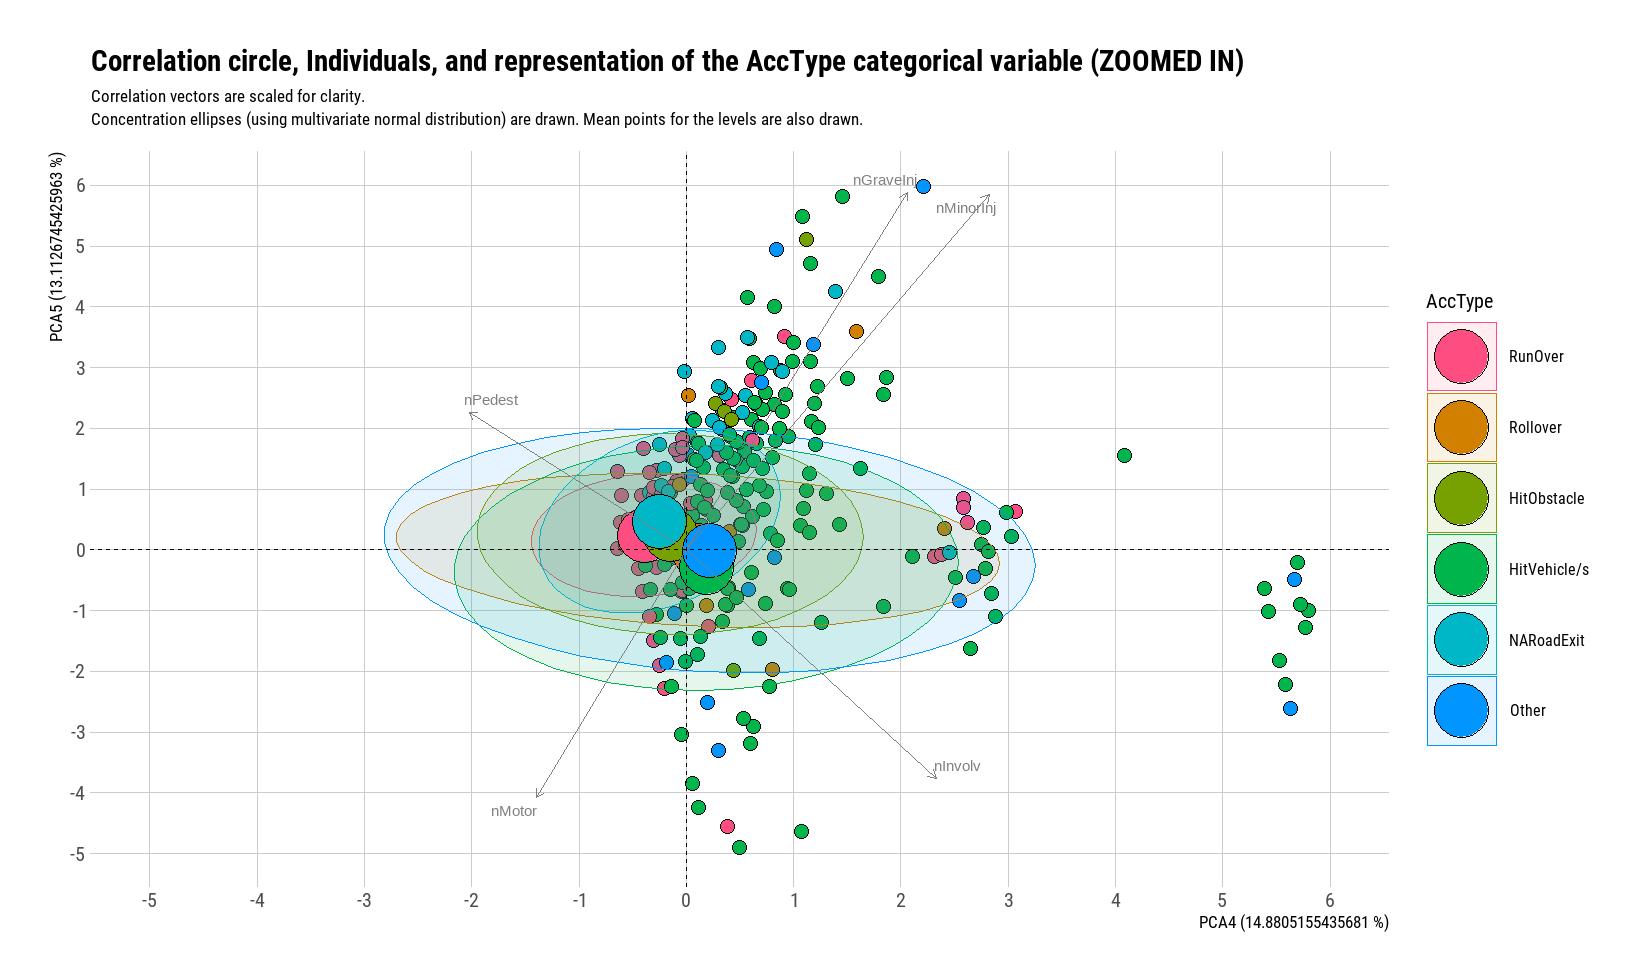 Correlation circle, Individuals, and representation of the AccType categorical variable (ZOOMED IN)
Correlation vectors are scaled for clarity.
Concentration ellipses (using multivariate normal distribution) are drawn. Mean points for the levels are also drawn.
PCA5 (13.1126745425963 %)
6
5
4
3
2
1
0
-1
-2
-3
-4
-5
nGraveInj
nMinorInj
nPedest
nInvolv
nMotor
-5
-4
-3
-2
-1
0
1
2
3
4
5
6
PCA4 (14.8805155435681 %)
AccType
RunOver
Rollover
HitObstacle
HitVehicle/s
NARoadExit
Other